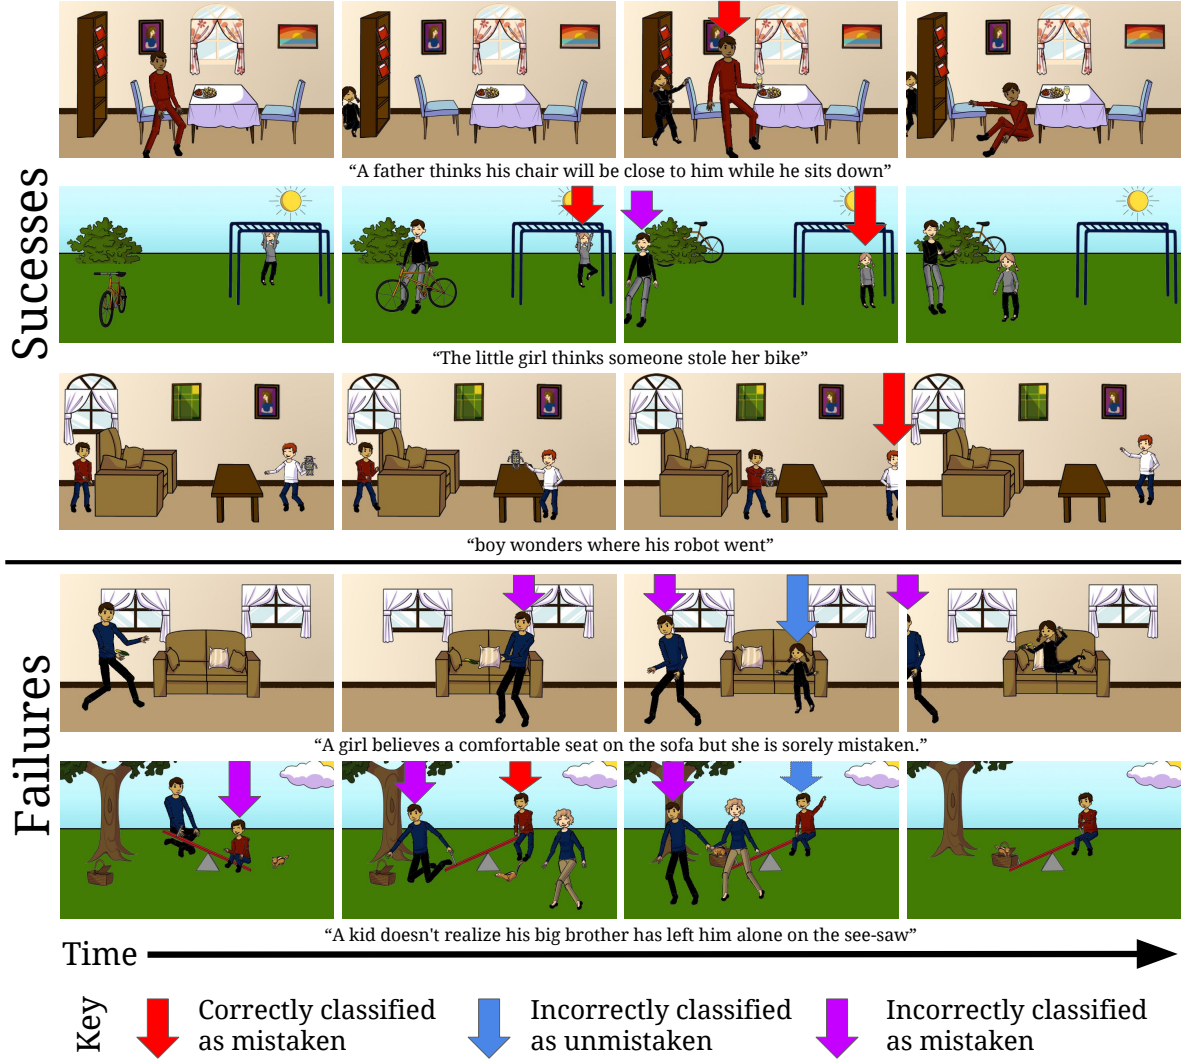 Successes
“A father thinks his chair will be close to him while he sits down”
“The little girl thinks someone stole her bike”
“boy wonders where his robot went”
Failures
“A girl believes a comfortable seat on the sofa but she is sorely mistaken.”
“A kid doesn't realize his big brother has left him alone on the see-saw”
Time
Key
Correctly classified
as mistaken
Incorrectly classified
as unmistaken
Incorrectly classified
as mistaken